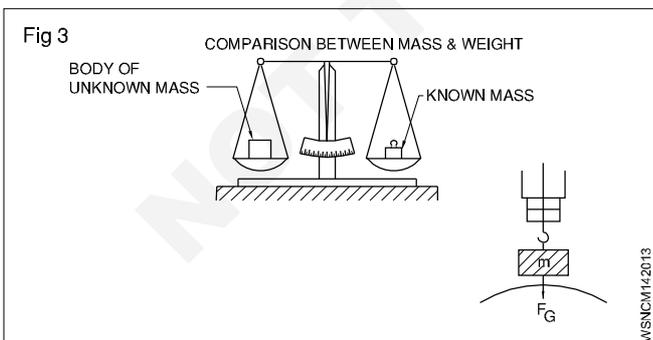 Fig 3
COMPARISON BETWEEN MASS & WEIGHT
BODY OF
UNKNOWN MASS
KNOWN MASS
m
FG
WSNCM142013